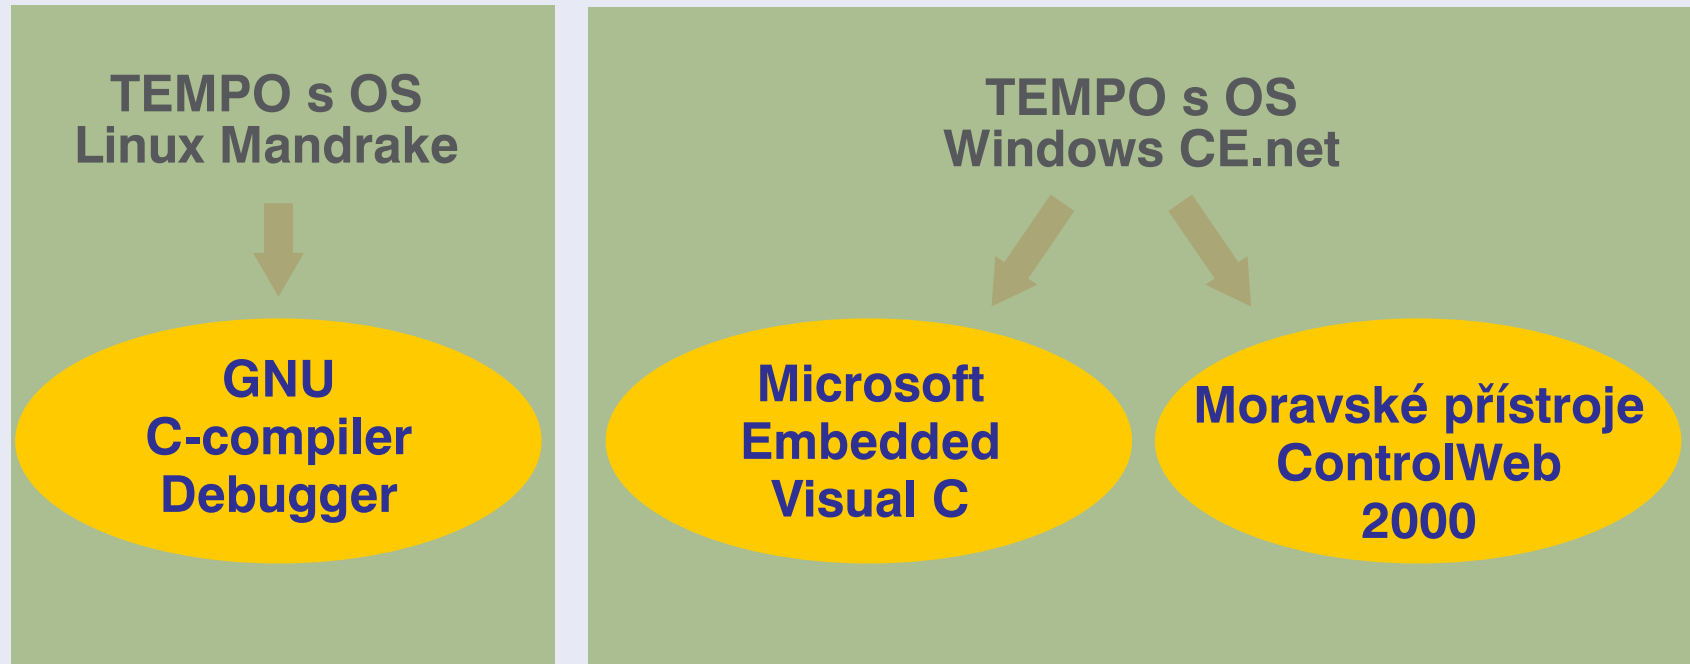 TEMPO s OS
Linux Mandrake
GNU
C-compiler
Debugger
TEMPO s OS
Windows CE.net
Microsoft
Embedded
Visual C
Moravské přístroje
ControlWeb
2000